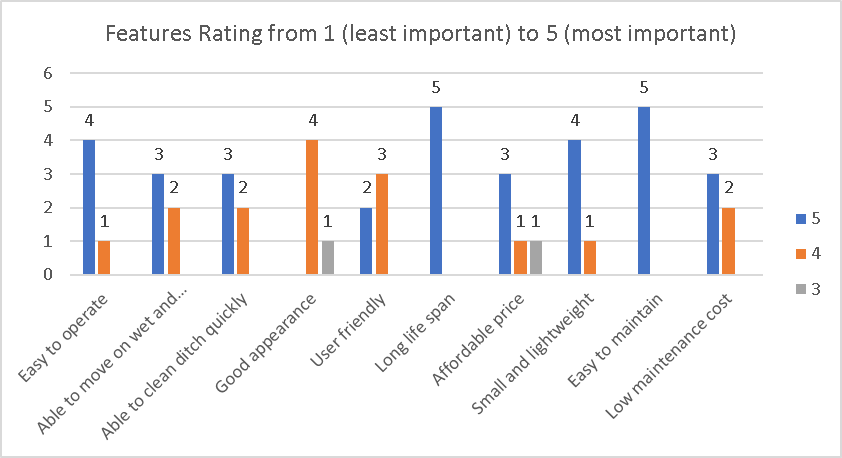 Features Rating from 1 (least important) to 5 (most important)
6
5
4
3
2
1
0
4
1
3
2
3
2
4
1
2
3
5
3
1
1
4
1
5
3
2
Easy to operate
Able to move on wet and...
Able to clean ditch quickly
Good appearance
User friendly
Long life span
Affordable price
Small and lightweight
Easy to maintain
Low maintenance cost
5
4
3